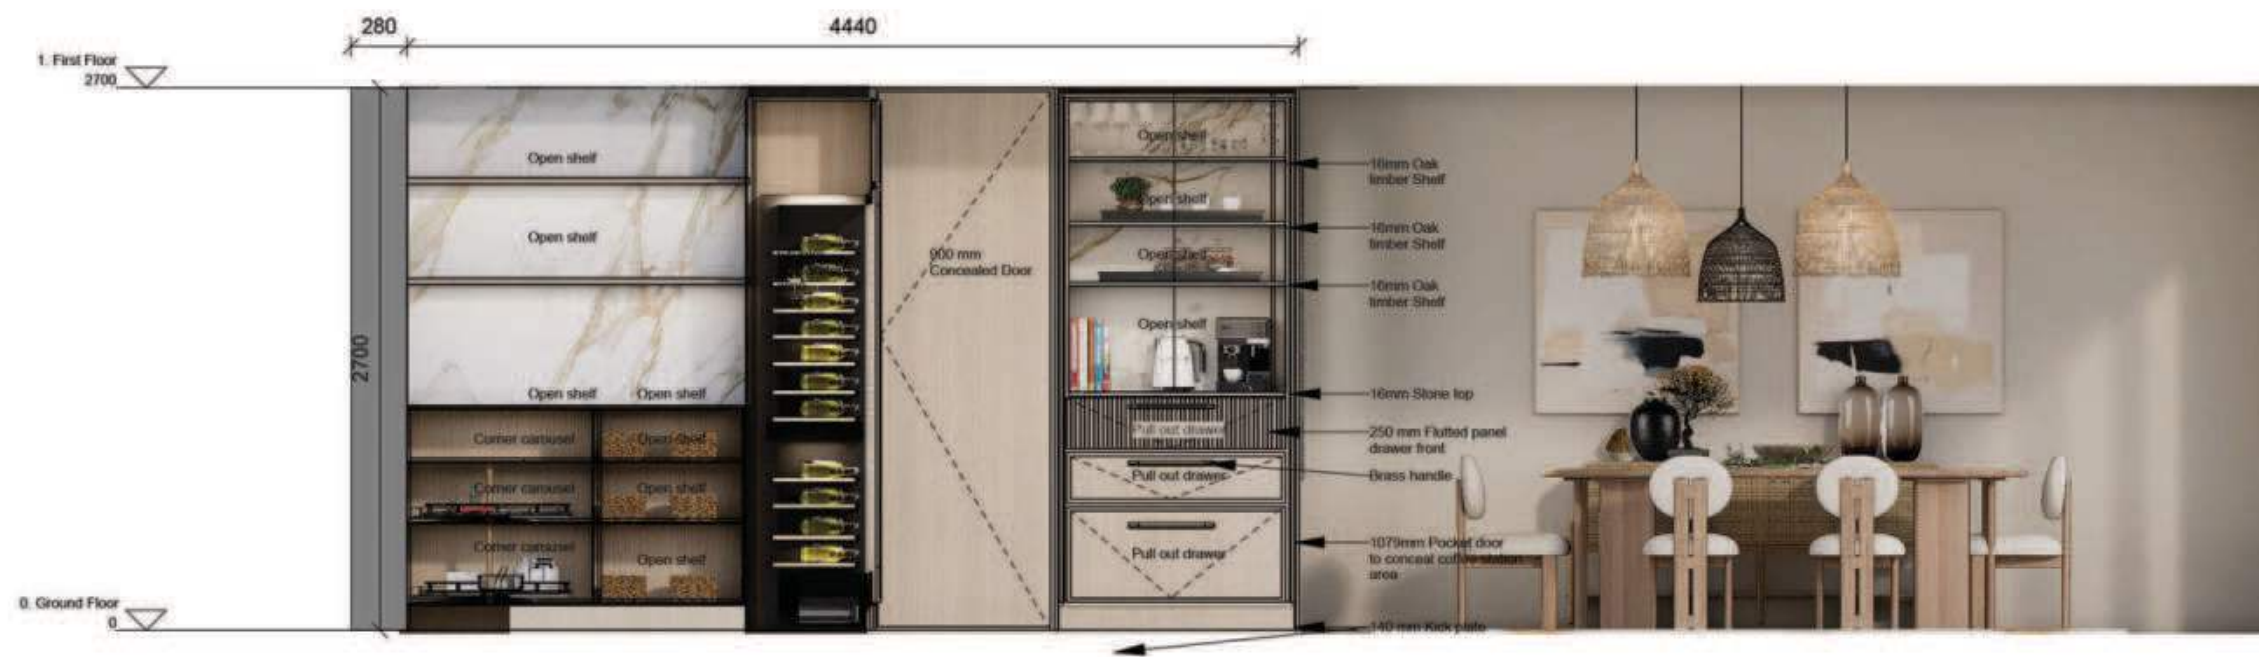 280
4440
1. First Floor
2700
2700
0. Ground Floor
0
Open shelf
Open shelf
Open shelf
Open shelf
Corner carousel
Open shelf
Corner carousel
Open shelf
Corner carousel
Open shelf
900 mm
Concealed Door
Open shelf
Open shelf
Open shelf
Open shelf
Pull out drawer
Pull out drawer
Pull out drawer
16mm Oak
timber Shelf
16mm Oak
timber Shelf
16mm Oak
timber Shelf
16mm Stone top
250 mm Flutted panel
drawer front
Brass handle
1079mm Pocket door
to conceal coffee station
area
140 mm Kick plate